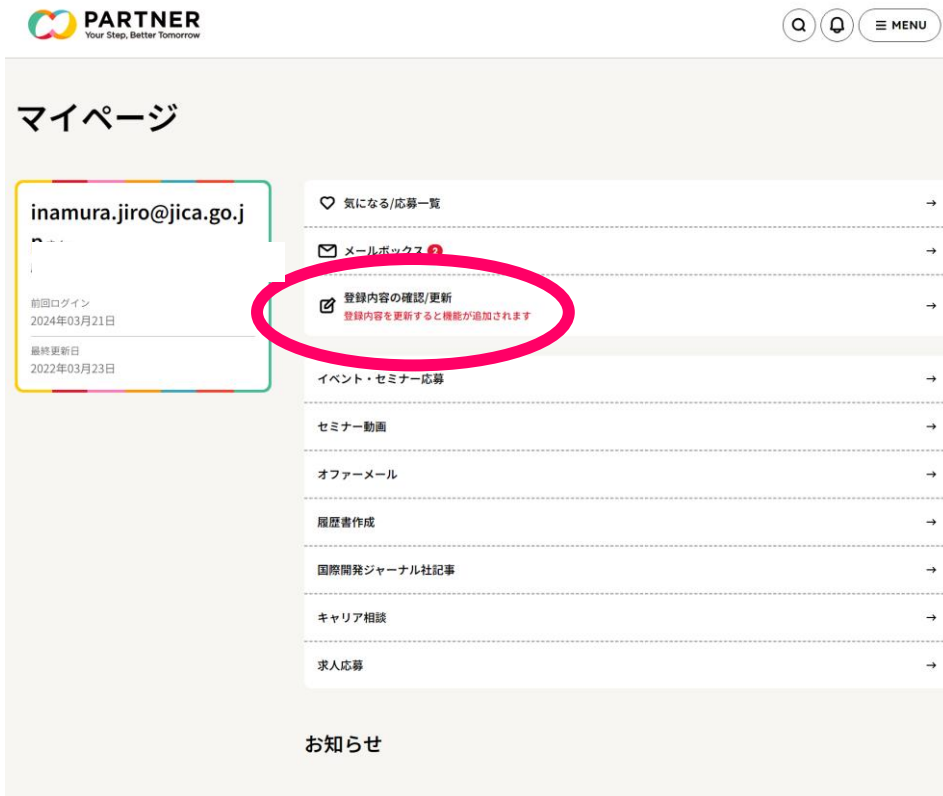 PARTNER
Your Step, Better Tomorrow
MENU
マイページ
inamura.jiro@jica.go.j
前回ログイン
2024年03月21日
最終更新日
2022年03月23日
気になる/応募一覧
メールボックス 2
登録内容の確認/更新
登録内容を更新すると機能が追加されます
イベント・セミナー応募
セミナー動画
オファーメール
履歴書作成
国際開発ジャーナル社記事
キャリア相談
求人応募
お知らせ